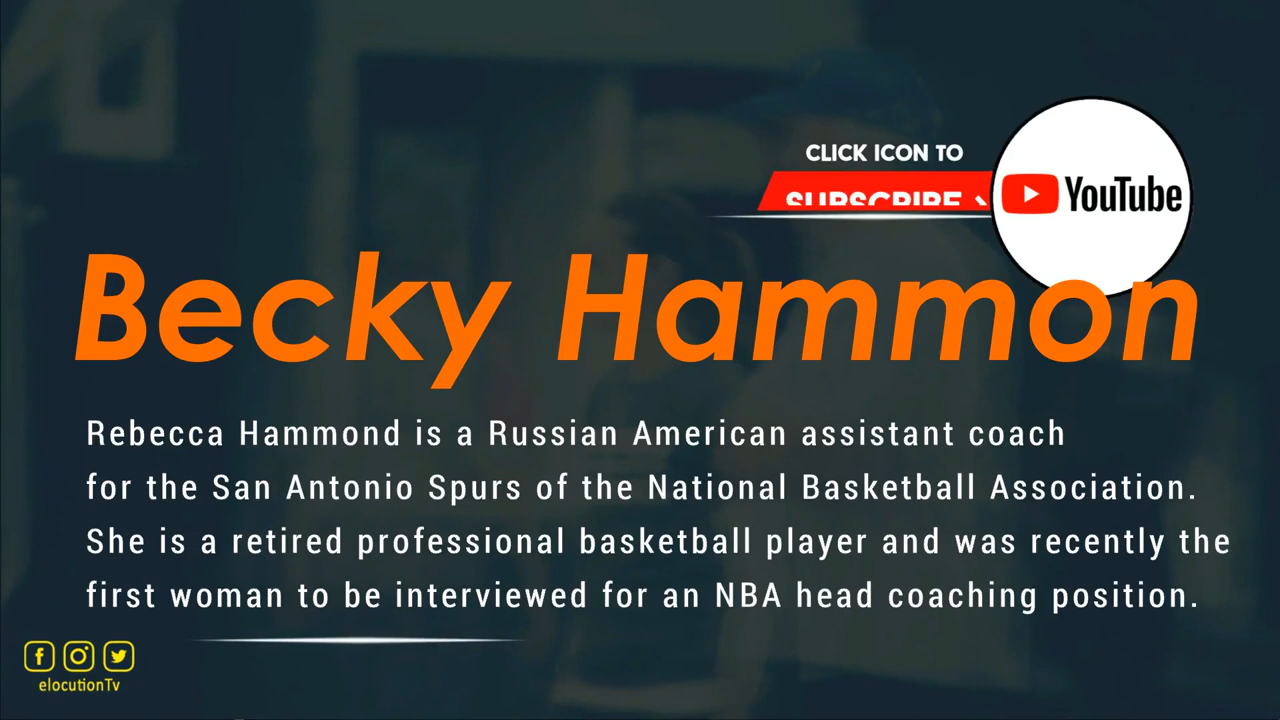 CLICK ICON TO
SUBSCRIBE
YouTube
Becky Hammon
Rebecca Hammond is a Russian American assistant coach
for the San Antonio Spurs of the National Basketball Association.
She is a retired professional basketball player and was recently the
first woman to be interviewed for an NBA head coaching position.
elocutionTv